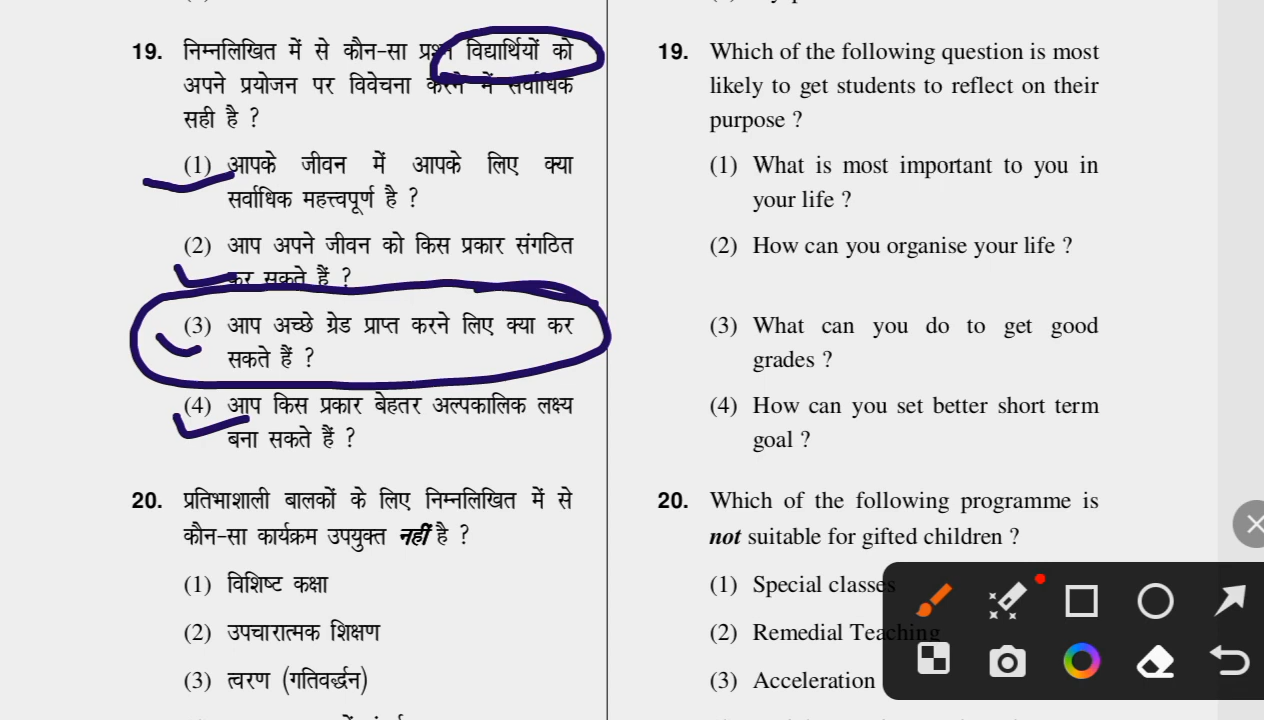 19. निम्नलिखित में से कौन-सा प्रश्न विद्यार्थियों को
अपने प्रयोजन पर विवेचना करने में सर्वाधिक
सही है ?
(1) आपके जीवन में आपके लिए क्या
सर्वाधिक महत्त्वपूर्ण है ?
(2) आप अपने जीवन को किस प्रकार संगठित
कर सकते हैं ?
(3) आप अच्छे ग्रेड प्राप्त करने लिए क्या कर
सकते हैं ?
(4) आप किस प्रकार बेहतर अल्पकालिक लक्ष्य
बना सकते हैं ?
20. प्रतिभाशाली बालकों के लिए निम्नलिखित में से
कौन-सा कार्यक्रम उपयुक्त नहीं है ?
(1) विशिष्ट कक्षा
(2) उपचारात्मक शिक्षण
(3) त्वरण (गतिवर्द्धन)
19. Which of the following question is most
likely to get students to reflect on their
purpose ?
(1) What is most important to you in
your life ?
(2) How can you organise your life ?
(3) What can you do to get good
grades ?
(4) How can you set better short term
goal ?
20. Which of the following programme is
not suitable for gifted children ?
(1) Special classes
(2) Remedial Teaching
(3) Acceleration